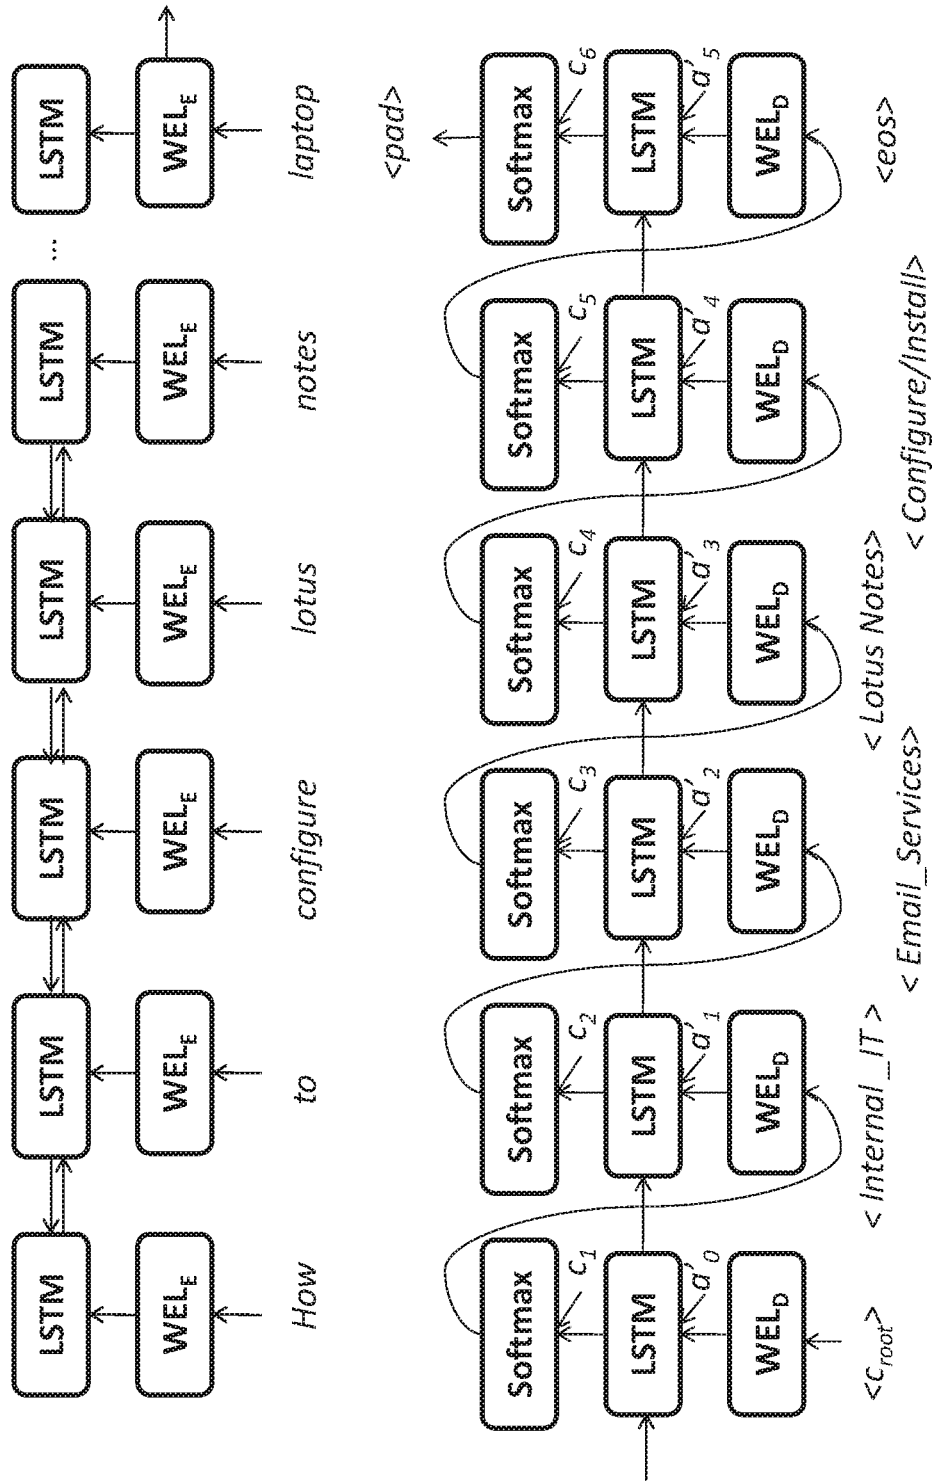 LSTM LSTM LSTM LSTM LSTM ... LSTM
WEL_E WEL_E WEL_E WEL_E WEL_E WEL_E
How to configure lotus notes laptop
<pad>
Softmax Softmax Softmax Softmax Softmax Softmax
c_1 c_2 c_3 c_4 c_5 c_6
LSTM LSTM LSTM LSTM LSTM LSTM
a'_0 a'_1 a'_2 a'_3 a'_4 a'_5
WEL_D WEL_D WEL_D WEL_D WEL_D WEL_D
<c_root> < Internal_IT > < Email_Services> < Lotus Notes> < Configure/Install> <eos>